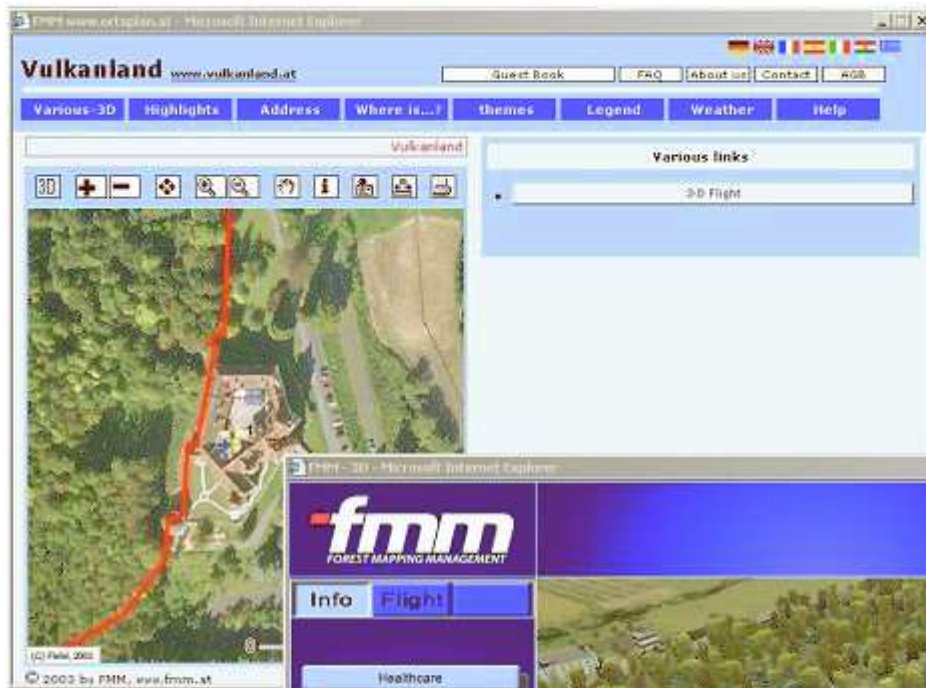 FMM www.ortsplan.at - Microsoft Internet Explorer
Vulkanland www.vulkanland.at
Guest Book FAQ About us Contact AGB
Various-3D Highlights Address Where is...? themes Legend Weather Help
Vulkanland
Various links
3D
3-D Flight
FMM - 3D - Microsoft Internet Explorer
fmm
FOREST MAPPING MANAGEMENT
Info Flight
Healthcare
© 2003 by FMM, www.fmm.at